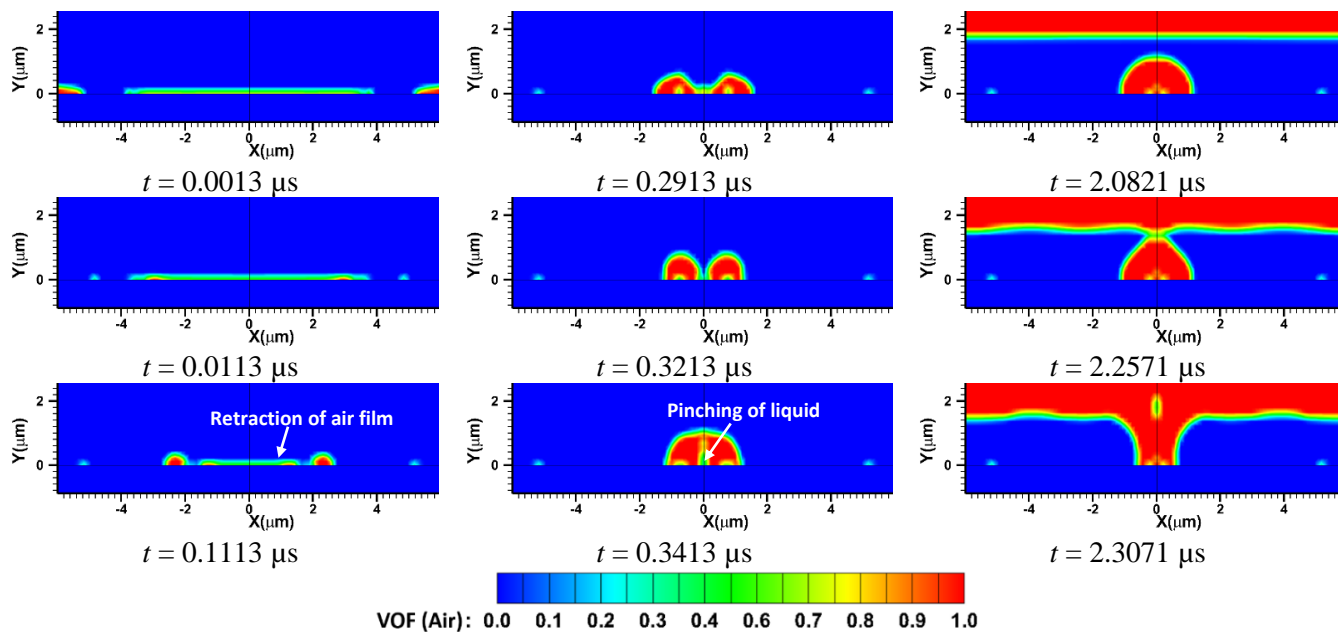 Y(μm) 2 0
-4 -2 0 2 4
X(μm)
t = 0.0013 μs
Y(μm) 2 0
-4 -2 0 2 4
X(μm)
t = 0.2913 μs
Y(μm) 2 0
-4 -2 0 2 4
X(μm)
t = 2.0821 μs
Y(μm) 2 0
-4 -2 0 2 4
X(μm)
t = 0.0113 μs
Y(μm) 2 0
-4 -2 0 2 4
X(μm)
t = 0.3213 μs
Y(μm) 2 0
-4 -2 0 2 4
X(μm)
t = 2.2571 μs
Y(μm) 2 0
Retraction of air film
-4 -2 0 2 4
X(μm)
t = 0.1113 μs
Y(μm) 2 0
Pinching of liquid
-4 -2 0 2 4
X(μm)
t = 0.3413 μs
Y(μm) 2 0
-4 -2 0 2 4
X(μm)
t = 2.3071 μs
VOF (Air): 0.0 0.1 0.2 0.3 0.4 0.5 0.6 0.7 0.8 0.9 1.0